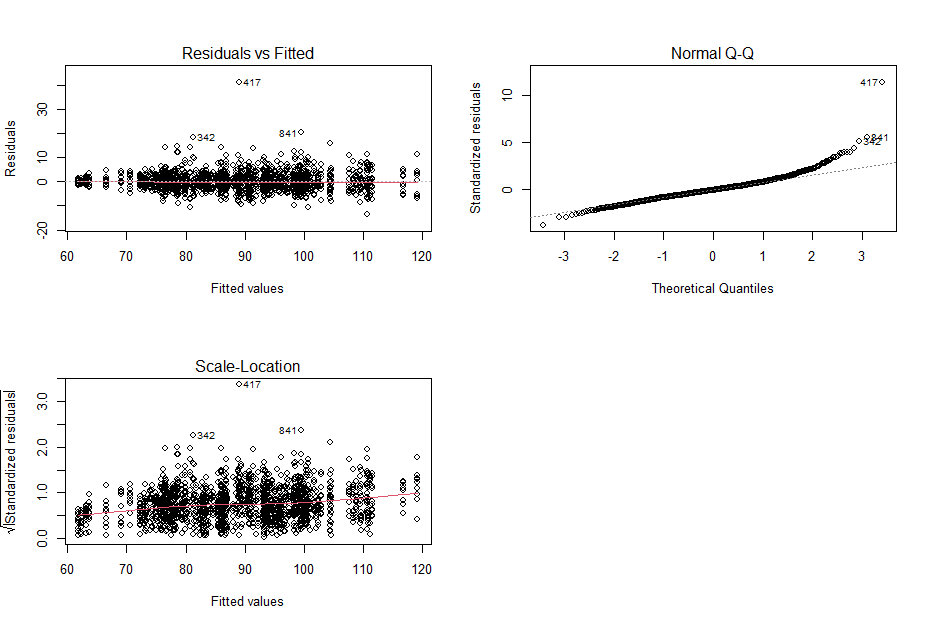 Residuals vs Fitted
Residuals
30
10
0
-20
417
342
841
60 70 80 90 100 110 120
Fitted values
Normal Q-Q
Standardized residuals
10
5
0
417
841
342
-3 -2 -1 0 1 2 3
Theoretical Quantiles
Scale-Location
√|Standardized residuals|
3.0
2.0
1.0
0.0
417
342
841
60 70 80 90 100 110 120
Fitted values